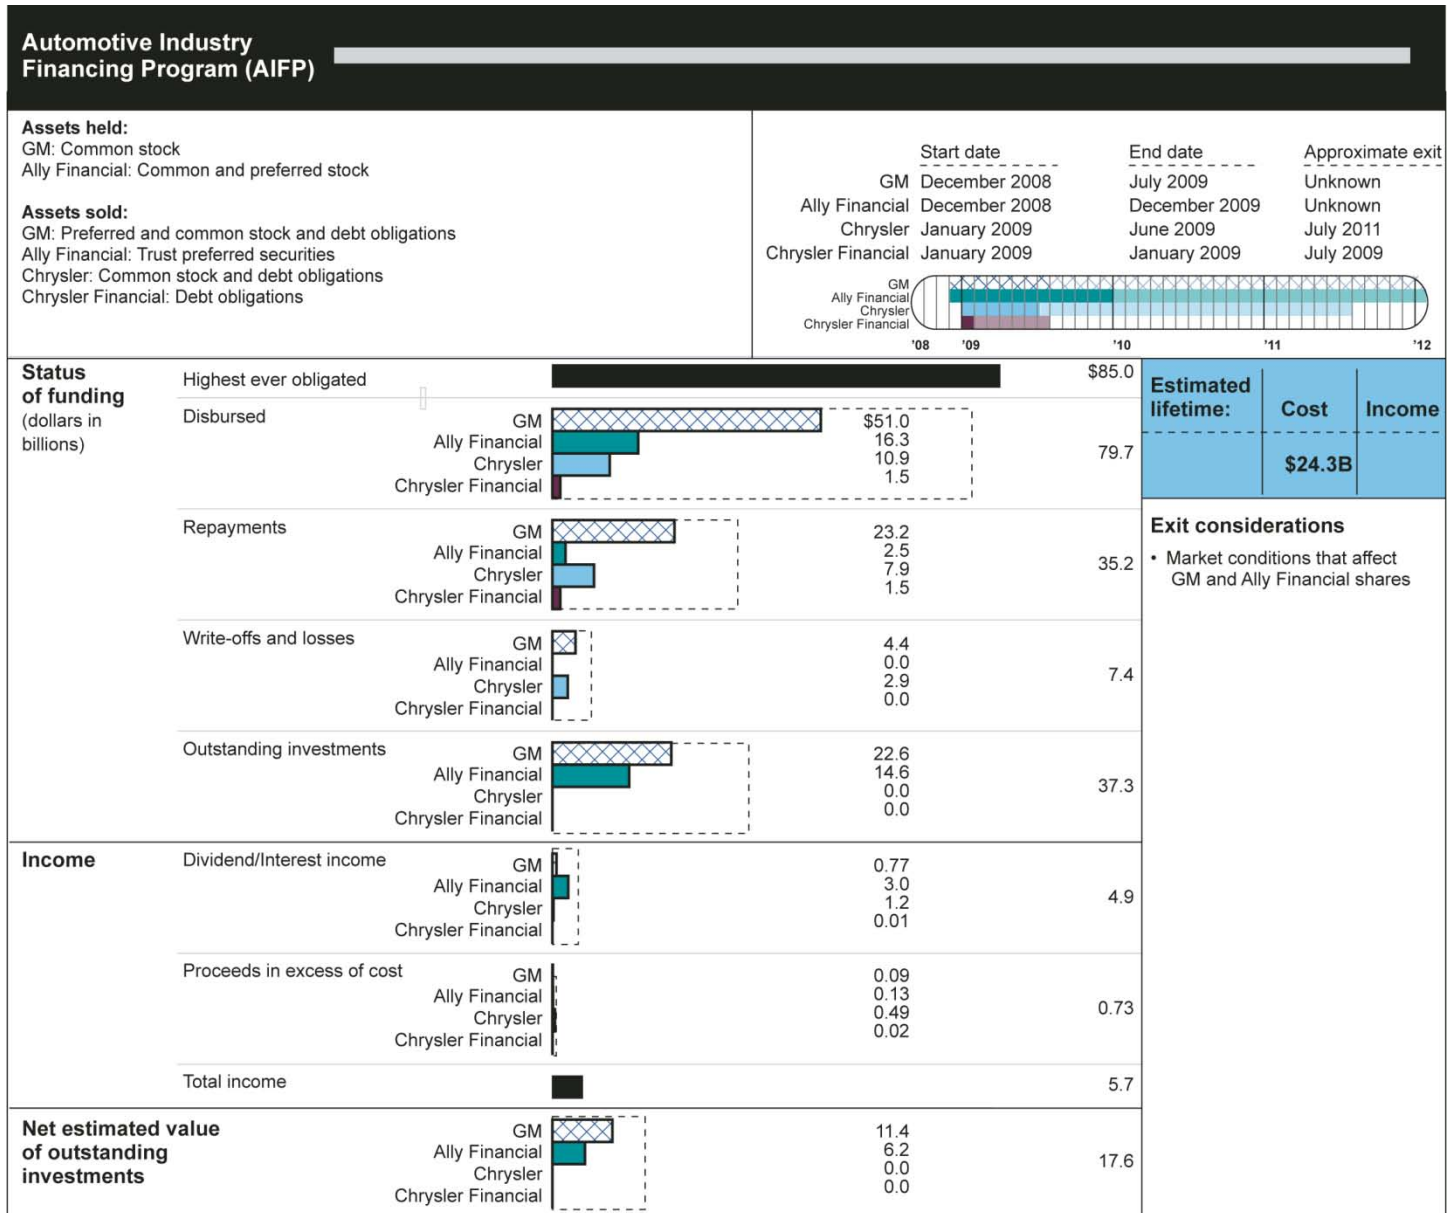 Automotive Industry
Financing Program (AIFP)
Assets held:
GM: Common stock
Ally Financial: Common and preferred stock
Assets sold:
GM: Preferred and common stock and debt obligations
Ally Financial: Trust preferred securities
Chrysler: Common stock and debt obligations
Chrysler Financial: Debt obligations
Start date End date Approximate exit
GM December 2008 July 2009 Unknown
Ally Financial December 2008 December 2009 Unknown
Chrysler January 2009 June 2009 July 2011
Chrysler Financial January 2009 January 2009 July 2009
GM
Ally Financial
Chrysler
Chrysler Financial
'08 '09 '10 '11 '12
Status
of funding
(dollars in
billions)
Highest ever obligated $85.0
Disbursed
GM $51.0
Ally Financial 16.3
Chrysler 10.9
Chrysler Financial 1.5
79.7
Repayments
GM 23.2
Ally Financial 2.5
Chrysler 7.9
Chrysler Financial 1.5
35.2
Write-offs and losses
GM 4.4
Ally Financial 0.0
Chrysler 2.9
Chrysler Financial 0.0
7.4
Outstanding investments
GM 22.6
Ally Financial 14.6
Chrysler 0.0
Chrysler Financial 0.0
37.3
Income
Dividend/Interest income
GM 0.77
Ally Financial 3.0
Chrysler 1.2
Chrysler Financial 0.01
4.9
Proceeds in excess of cost
GM 0.09
Ally Financial 0.13
Chrysler 0.49
Chrysler Financial 0.02
0.73
Total income 5.7
Net estimated value
of outstanding
investments
GM 11.4
Ally Financial 6.2
Chrysler 0.0
Chrysler Financial 0.0
17.6
Estimated
lifetime: Cost Income
$24.3B
Exit considerations
• Market conditions that affect
GM and Ally Financial shares